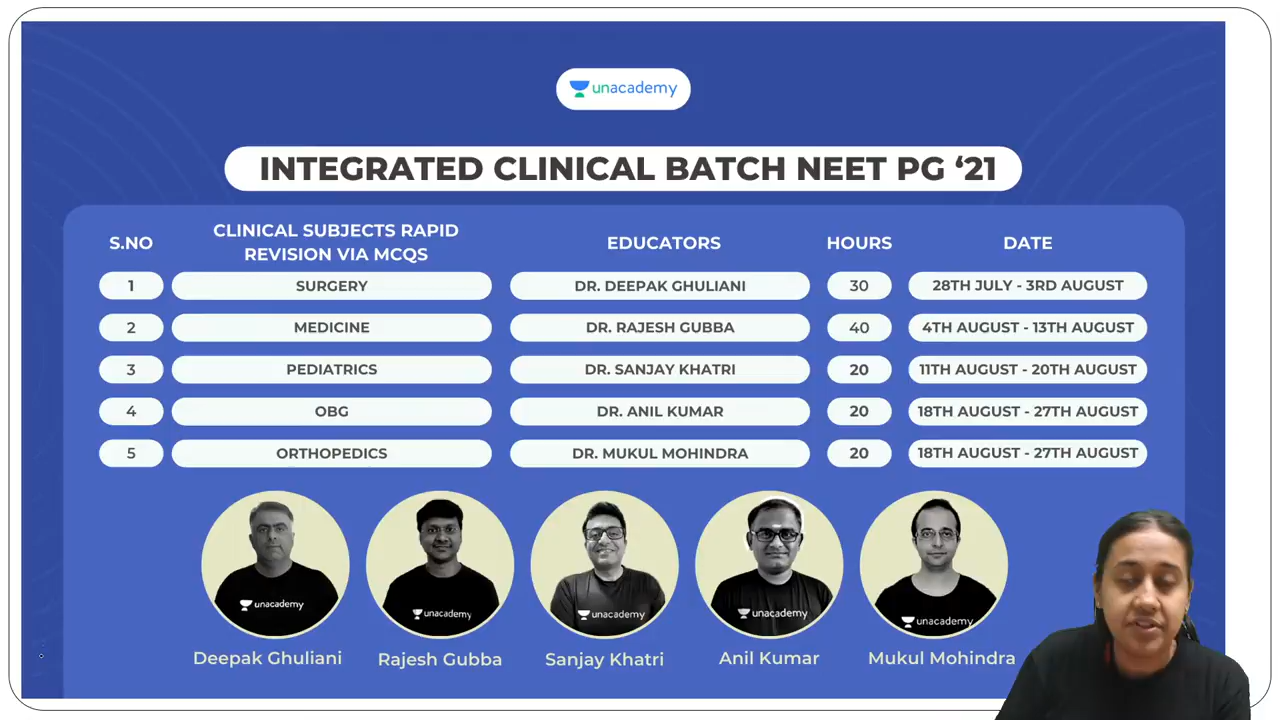 unacademy
INTEGRATED CLINICAL BATCH NEET PG ‘21
S.NO CLINICAL SUBJECTS RAPID REVISION VIA MCQS EDUCATORS HOURS DATE
1 SURGERY DR. DEEPAK GHULIANI 30 28TH JULY - 3RD AUGUST
2 MEDICINE DR. RAJESH GUBBA 40 4TH AUGUST - 13TH AUGUST
3 PEDIATRICS DR. SANJAY KHATRI 20 11TH AUGUST - 20TH AUGUST
4 OBG DR. ANIL KUMAR 20 18TH AUGUST - 27TH AUGUST
5 ORTHOPEDICS DR. MUKUL MOHINDRA 20 18TH AUGUST - 27TH AUGUST
unacademy unacademy unacademy unacademy unacademy
Deepak Ghuliani Rajesh Gubba Sanjay Khatri Anil Kumar Mukul Mohindra